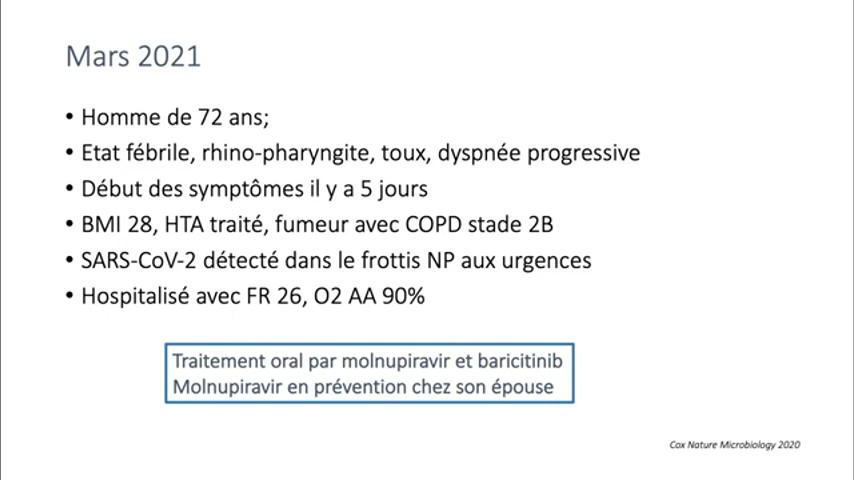 Mars 2021
• Homme de 72 ans;
• Etat fébrile, rhino-pharyngite, toux, dyspnée progressive
• Début des symptômes il y a 5 jours
• BMI 28, HTA traité, fumeur avec COPD stade 2B
• SARS-CoV-2 détecté dans le frottis NP aux urgences
• Hospitalisé avec FR 26, O2 AA 90%
Traitement oral par molnupiravir et baricitinib
Molnupiravir en prévention chez son épouse
Cox Nature Microbiology 2020